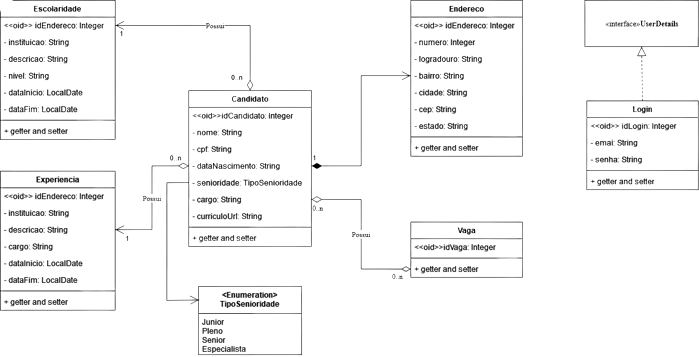 Escolaridade
<<oid>> idEndereco: Integer
- instituicao: String
- descricao: String
- nivel: String
- dataInicio: LocalDate
- dataFim: LocalDate
+ getter and setter
1
Possui
0..n
Candidato
<<oid>>idCandidato: Integer
- nome: String
- cpf: String
- dataNascimento: String
- senioridade: TipoSenioridade
- cargo: String
- curriculoUrl: String
+ getter and setter
Endereco
<<oid>> idEndereco: Integer
- numero: Integer
- logradouro: String
- bairro: String
- cidade: String
- cep: String
- estado: String
+ getter and setter
1
«interface»UserDetails
Login
<<oid>> idLogin: Integer
- emai: String
- senha: String
+ getter and setter
Experiencia
<<oid>> idEndereco: Integer
- instituicao: String
- descricao: String
- cargo: String
- dataInicio: LocalDate
- dataFim: LocalDate
+ getter and setter
0..n
Possui
1
0..n
Possui
0..n
Vaga
<<oid>>idVaga: Integer
+ getter and setter
<Enumeration>
TipoSenioridade
Junior
Pleno
Senior
Especialista